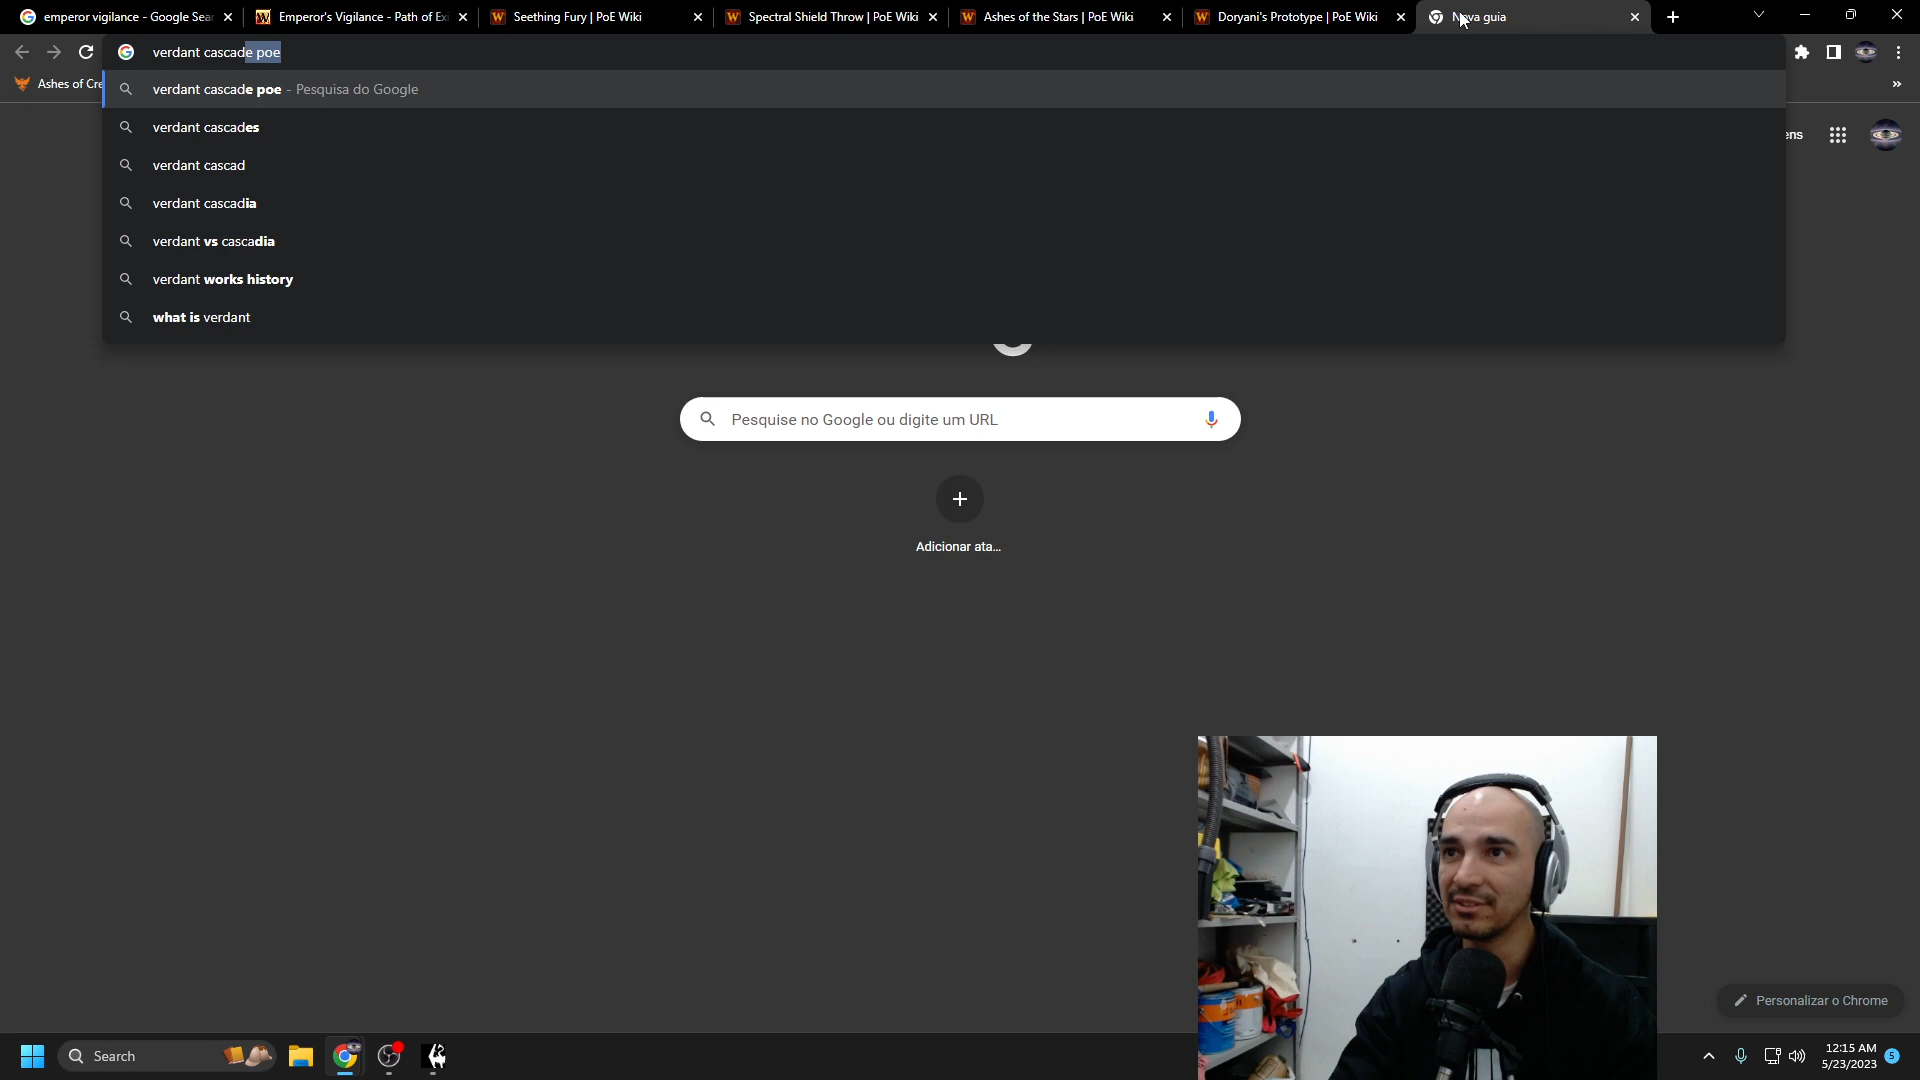 emperor vigilance - Google Sear
Emperor's Vigilance - Path of Exi
Seething Fury | PoE Wiki
Spectral Shield Throw | PoE Wiki
Ashes of the Stars | PoE Wiki
Doryani's Prototype | PoE Wiki
Nova guia
verdant cascade poe
Ashes of Cre
verdant cascade poe - Pesquisa do Google
verdant cascades
verdant cascad
verdant cascadia
verdant vs cascadia
verdant works history
what is verdant
ens
Pesquise no Google ou digite um URL
Adicionar ata...
Personalizar o Chrome
Search
12:15 AM
5/23/2023
5